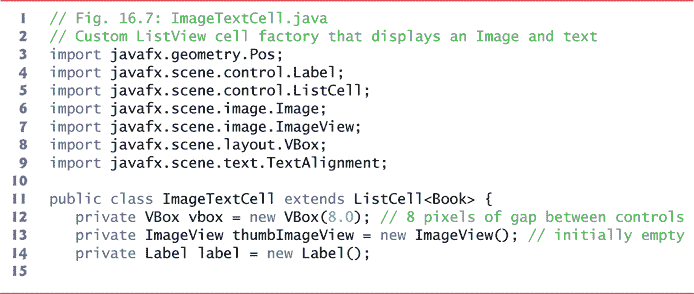 1 // Fig. 16.7: ImageTextCell.java
2 // Custom ListView cell factory that displays an Image and text
3 import javafx.geometry.Pos;
4 import javafx.scene.control.Label;
5 import javafx.scene.control.ListCell;
6 import javafx.scene.image.Image;
7 import javafx.scene.image.ImageView;
8 import javafx.scene.layout.VBox;
9 import javafx.scene.text.TextAlignment;
10
11 public class ImageTextCell extends ListCell<Book> {
12 private VBox vbox = new VBox(8.0); // 8 pixels of gap between controls
13 private ImageView thumbImageView = new ImageView(); // initially empty
14 private Label label = new Label();
15